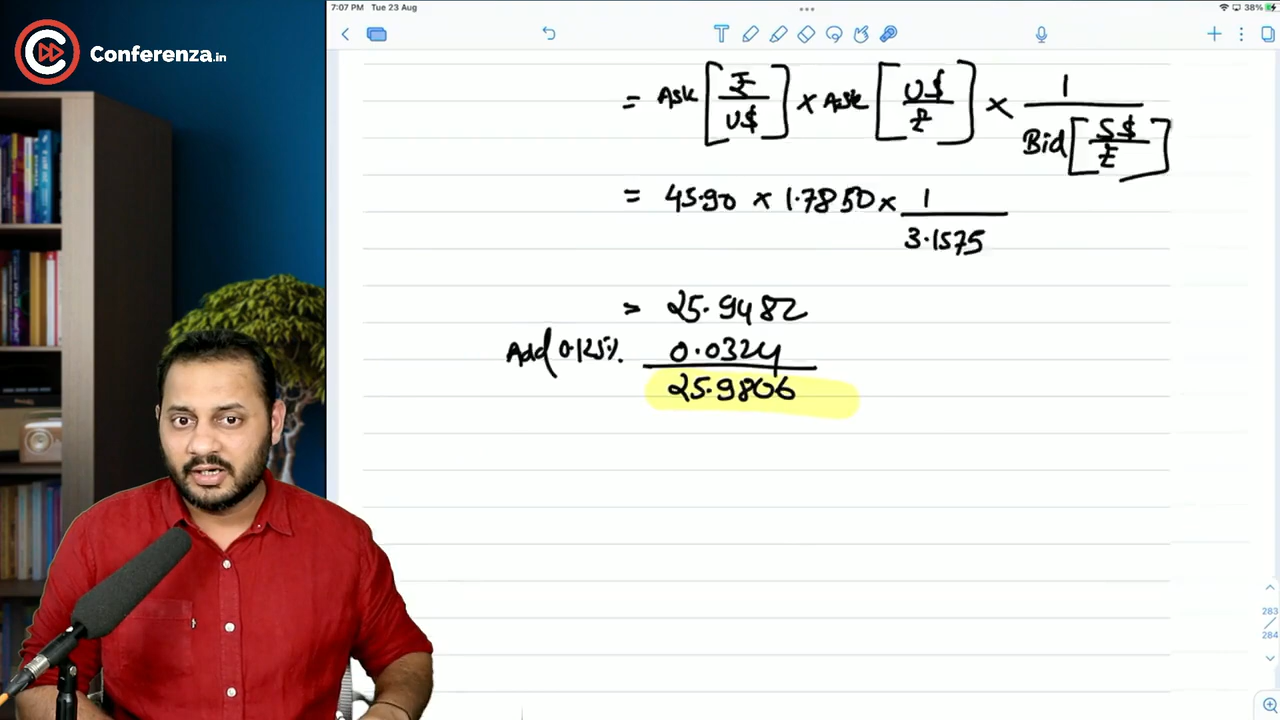 7:07 PM Tue 23 Aug
38%
Conferenza.in
= Ask [₹/U$] × Ask [U$/£] × 1/Bid [S$/£]
= 45.90 × 1.7850 × 1/3.1575
= 25.9482
Add 0.125% 0.0324
25.9806
283
284